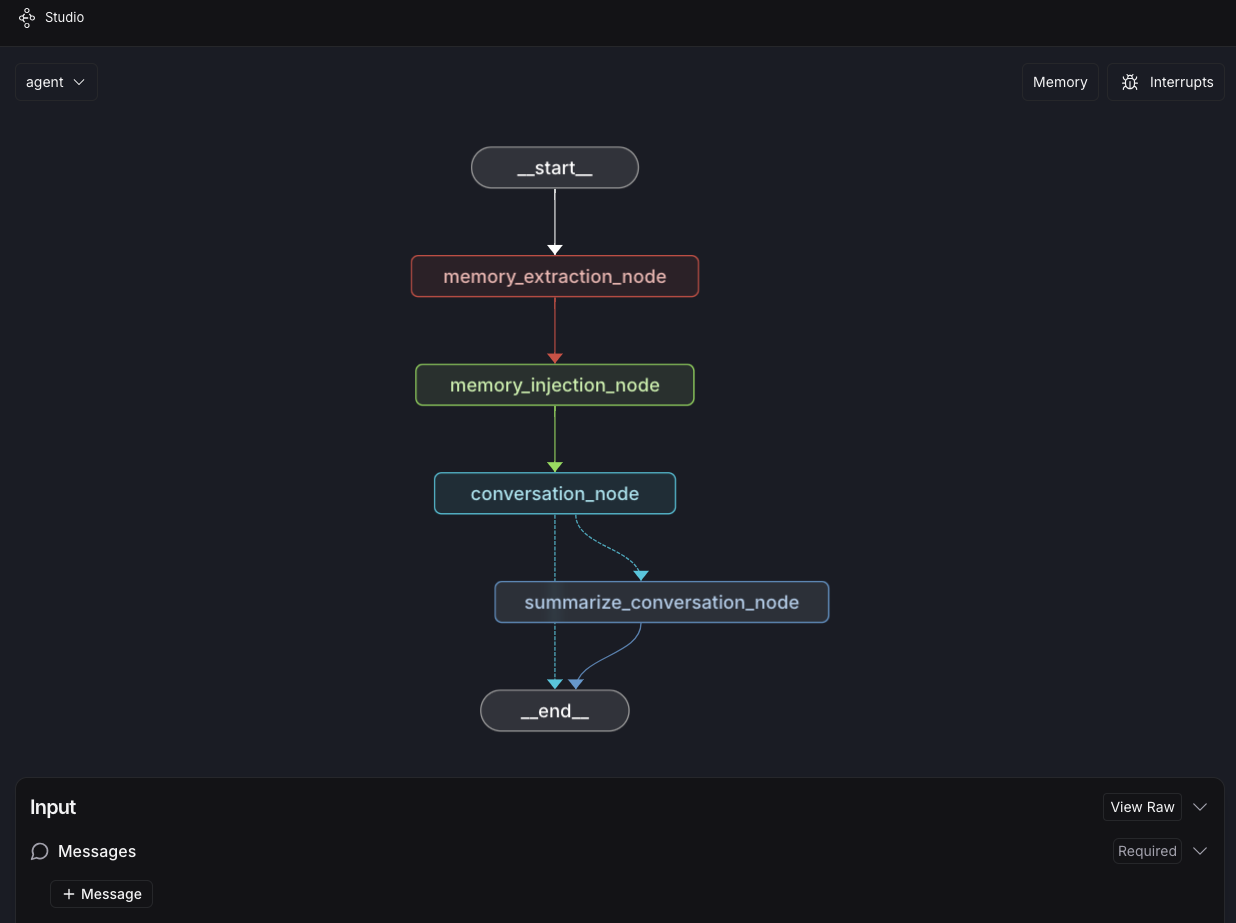 Studio
agent
Memory
Interrupts
__start__
memory_extraction_node
memory_injection_node
conversation_node
summarize_conversation_node
__end__
Input
View Raw
Messages
Required
+ Message